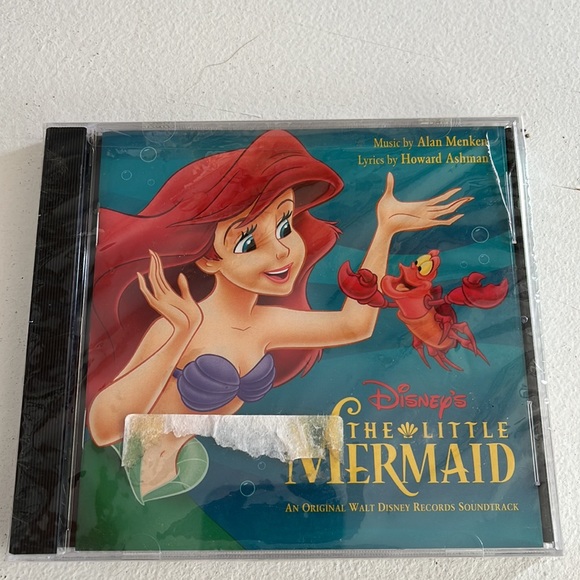 Music by Alan Menken
Lyrics by Howard Ashman
Disney's
THE LITTLE
MERMAID
AN ORIGINAL WALT DISNEY RECORDS SOUNDTRACK